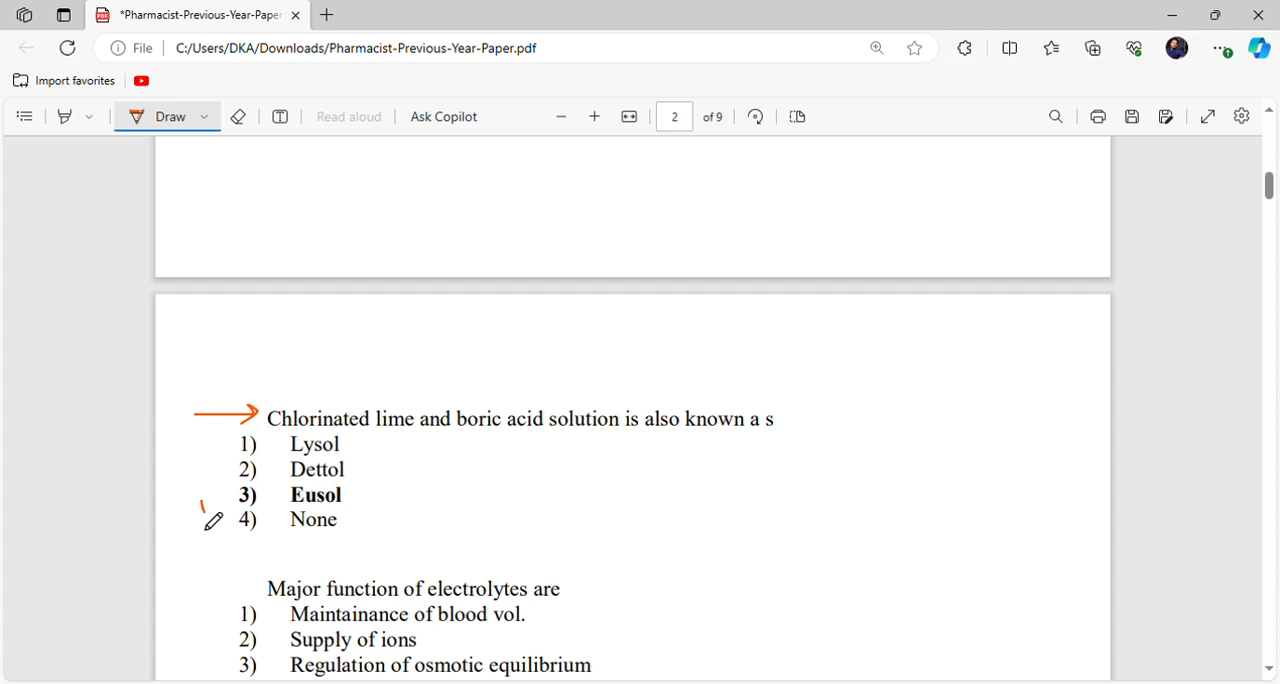 *Pharmacist-Previous-Year-Paper
File
C:/Users/DKA/Downloads/Pharmacist-Previous-Year-Paper.pdf
Import favorites
Draw
Read aloud
Ask Copilot
2
of 9
Chlorinated lime and boric acid solution is also known a s
1) Lysol
2) Dettol
3) Eusol
4) None
Major function of electrolytes are
1) Maintainance of blood vol.
2) Supply of ions
3) Regulation of osmotic equilibrium